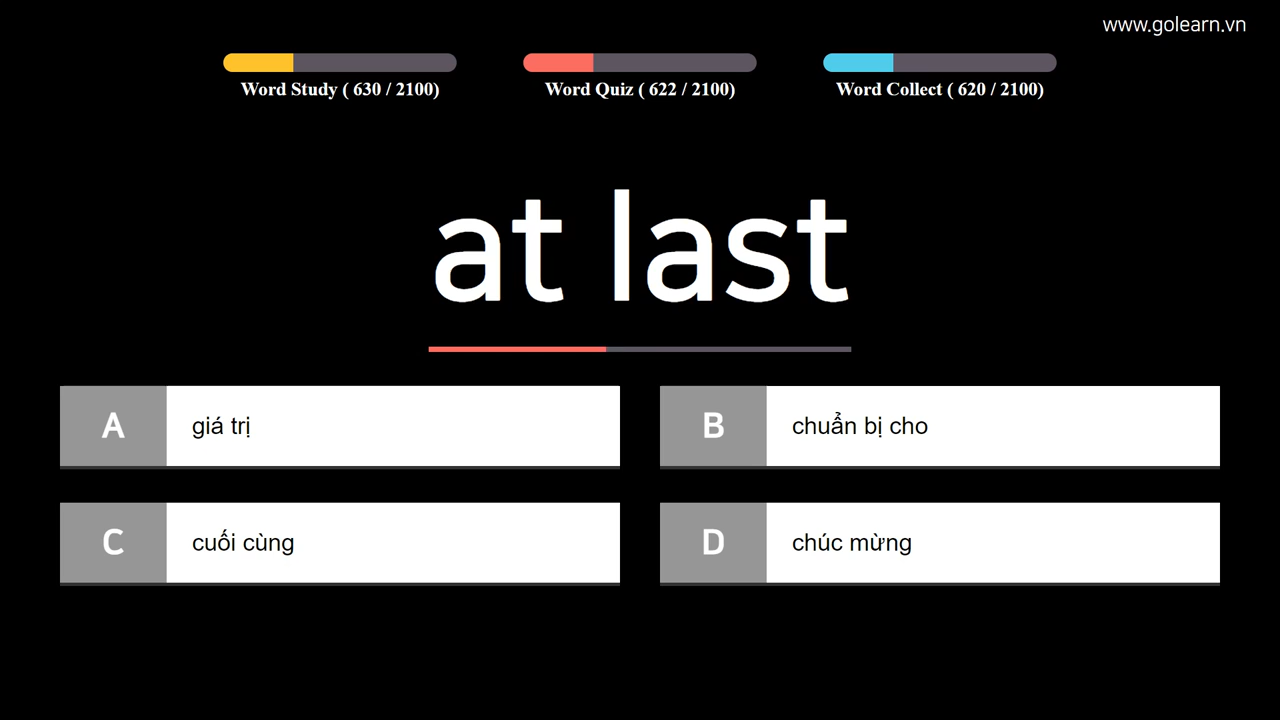 www.golearn.vn
Word Study ( 630 / 2100)
Word Quiz ( 622 / 2100)
Word Collect ( 620 / 2100)
at last
A giá trị
B chuẩn bị cho
C cuối cùng
D chúc mừng